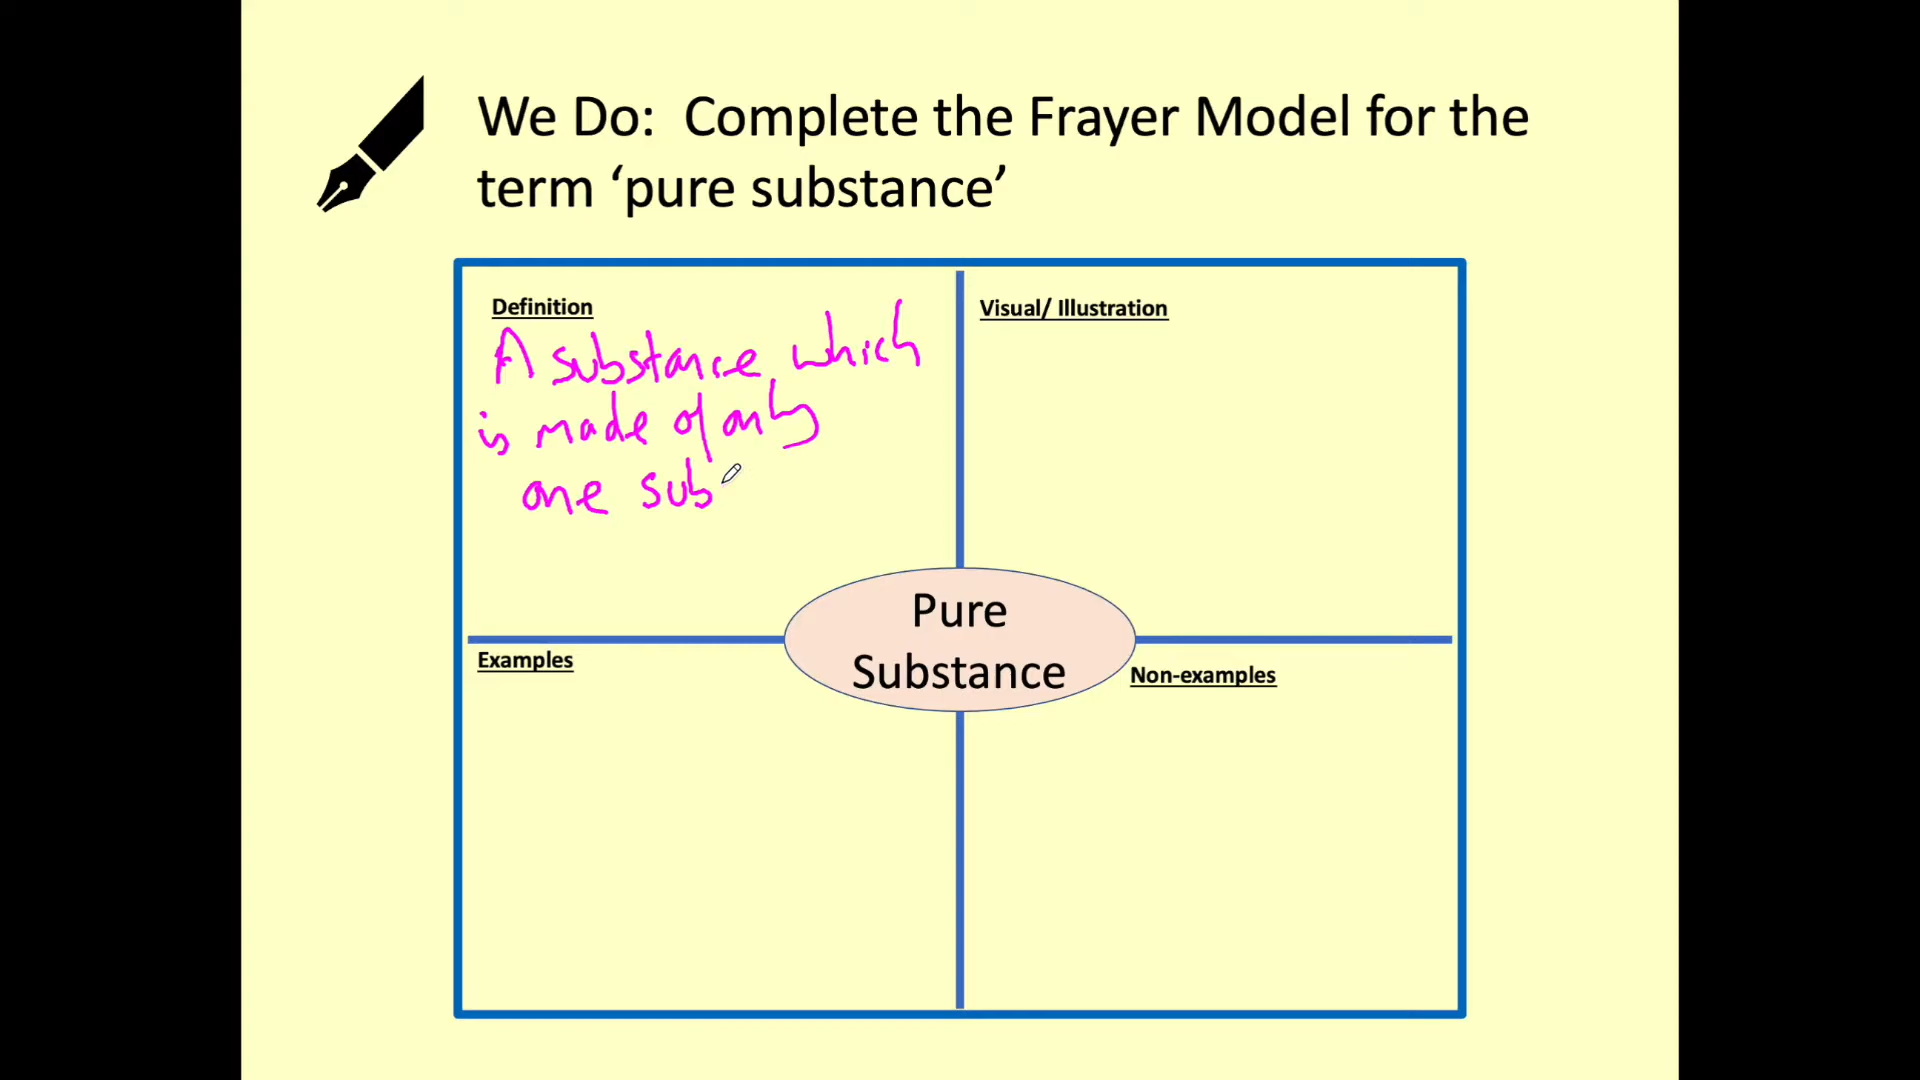 We Do:  Complete the Frayer Model for the
term ‘pure substance’
Definition
A substance which
is made of only
one sub
Visual/ Illustration
Pure
Substance
Examples
Non-examples